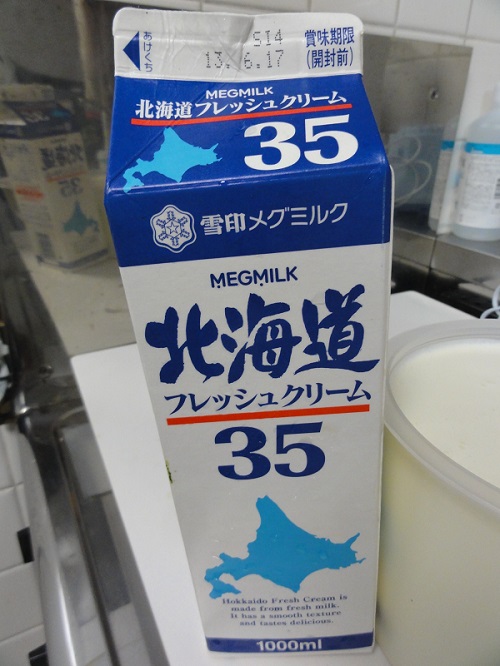 あけくち
S14
13. 6.17
賞味期限
(開封前)
MEGMILK
北海道フレッシュクリーム
35
雪印メグミルク
MEGMILK
北海道
フレッシュクリーム
35
Hokkaido Fresh Cream is
made from fresh milk.
It has a smooth texture
and tastes delicious.
1000ml